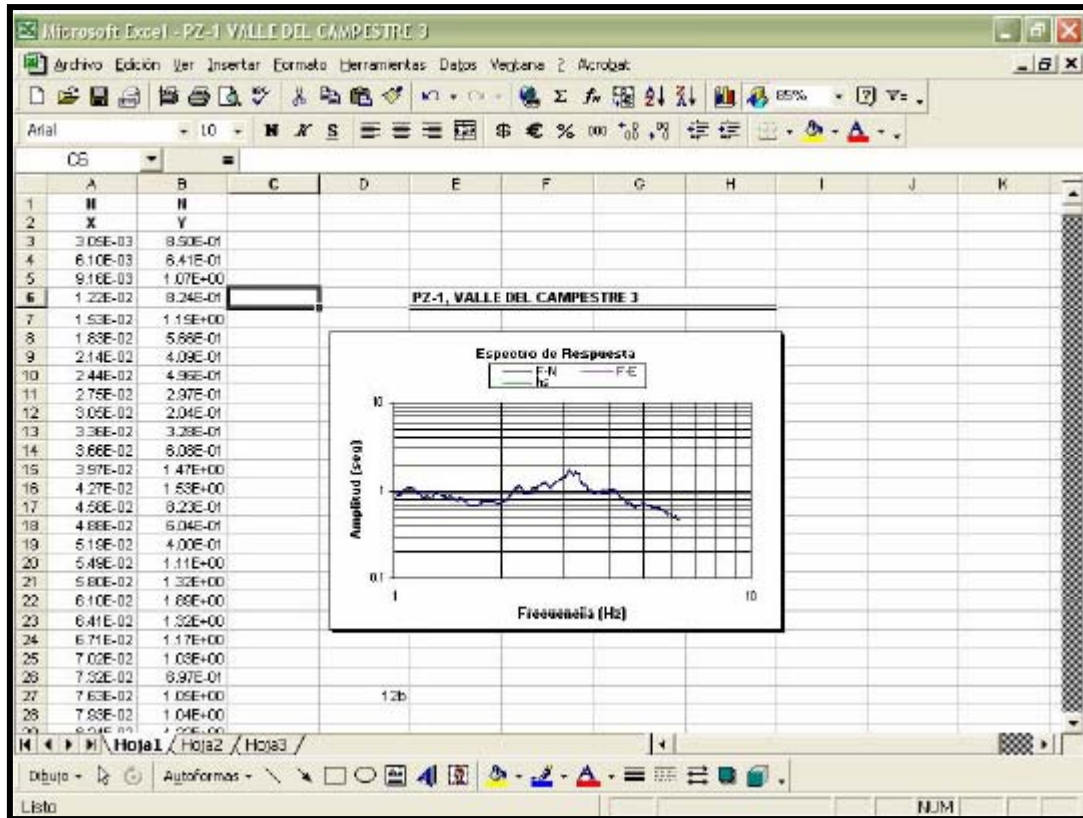 Microsoft Excel - PZ-1 VALLE DEL CAMPESTRE 3
Archivo Edición Ver Insertar Formato Herramientas Datos Ventana ? Acrobat
85%
Arial 10 N K S $ € % 000
C6 =
A B C D E F G H I J K
1 N N
2 X Y
3 3.05E-03 8.50E-01
4 6.10E-03 6.41E-01
5 9.16E-03 1.07E+00
6 1.22E-02 8.24E-01 PZ-1, VALLE DEL CAMPESTRE 3
7 1.53E-02 1.15E+00
8 1.83E-02 5.66E-01
9 2.14E-02 4.09E-01
10 2.44E-02 4.96E-01
11 2.75E-02 2.97E-01
12 3.05E-02 2.04E-01
13 3.36E-02 3.28E-01
14 3.66E-02 6.08E-01
15 3.97E-02 1.47E+00
16 4.27E-02 1.53E+00
17 4.58E-02 8.23E-01
18 4.88E-02 6.04E-01
19 5.19E-02 4.00E-01
20 5.49E-02 1.11E+00
21 5.80E-02 1.32E+00
22 6.10E-02 1.89E+00
23 6.41E-02 1.32E+00
24 6.71E-02 1.17E+00
25 7.02E-02 1.03E+00
26 7.32E-02 6.97E-01
27 7.63E-02 1.05E+00 12b
28 7.93E-02 1.04E+00
Espectro de Respuesta
F-N F-E
hz
Amplitud (seg)
10
1
0.1
1 10
Frecuencia (Hz)
Hoja1 Hoja2 Hoja3
Dibujo Autoformas
Listo NUM